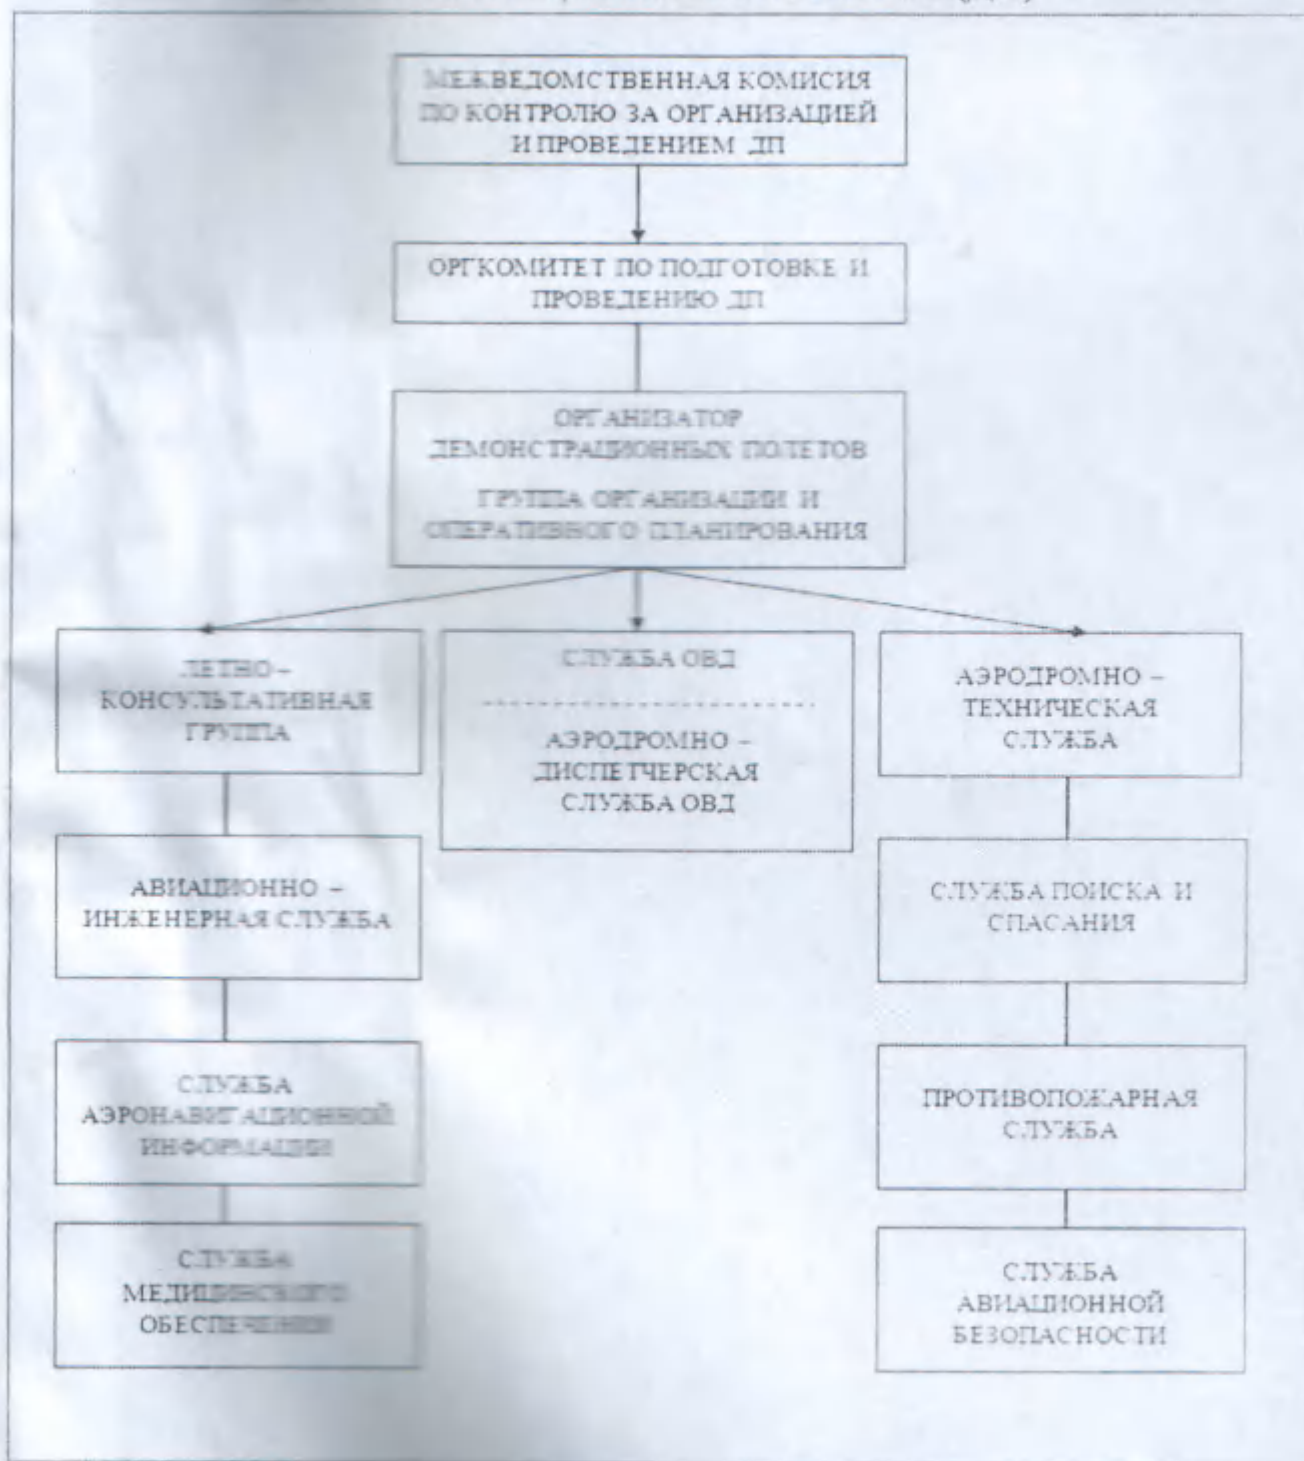 МЕЖВЕДОМСТВЕННАЯ КОМИСИЯ
ПО КОНТРОЛЮ ЗА ОРГАНИЗАЦИЕЙ
И ПРОВЕДЕНИЕМ ДП
ОРГКОМИТЕТ ПО ПОДГОТОВКЕ И
ПРОВЕДЕНИЮ ДП
ОРГАНИЗАТОР
ДЕМОНСТРАЦИОННЫХ ПОЛЕТОВ
ГРУППА ОРГАНИЗАЦИИ И
ОПЕРАТИВНОГО ПЛАНИРОВАНИЯ
ЛЕТНО –
КОНСУЛЬТАТИВНАЯ
ГРУППА
СЛУЖБА ОВД
АЭРОДРОМНО –
ДИСПЕТЧЕРСКАЯ
СЛУЖБА ОВД
АЭРОДРОМНО –
ТЕХНИЧЕСКАЯ
СЛУЖБА
АВИАЦИОННО –
ИНЖЕНЕРНАЯ СЛУЖБА
СЛУЖБА ПОИСКА И
СПАСАНИЯ
СЛУЖБА
АЭРОНАВИГАЦИОННОЙ
ИНФОРМАЦИИ
ПРОТИВОПОЖАРНАЯ
СЛУЖБА
СЛУЖБА
МЕДИЦИНСКОГО
ОБЕСПЕЧЕНИЯ
СЛУЖБА
АВИАЦИОННОЙ
БЕЗОПАСНОСТИ